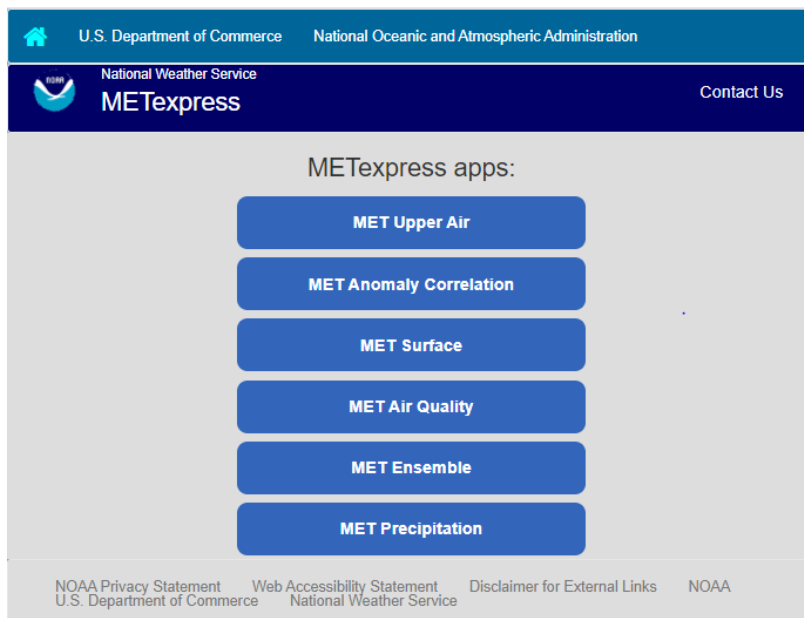 U.S. Department of Commerce National Oceanic and Atmospheric Administration
NOAA
National Weather Service
METexpress
Contact Us
METexpress apps:
MET Upper Air
MET Anomaly Correlation
MET Surface
MET Air Quality
MET Ensemble
MET Precipitation
NOAA Privacy Statement Web Accessibility Statement Disclaimer for External Links NOAA
U.S. Department of Commerce National Weather Service